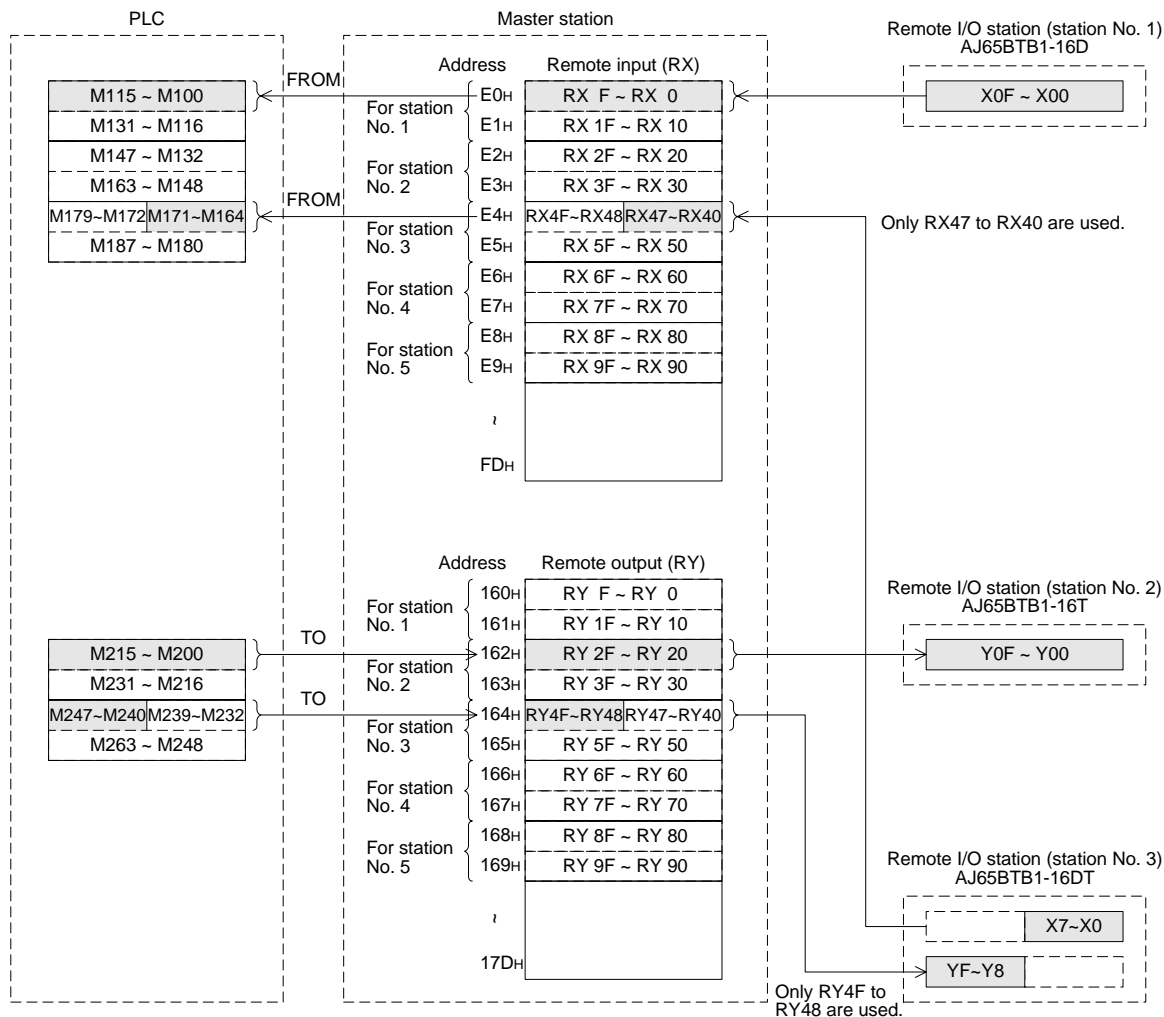 PLC
Master station
Remote I/O station (station No. 1)
AJ65BTB1-16D
Address
Remote input (RX)
FROM
M115 ~ M100
E0H
RX F ~ RX 0
X0F ~ X00
For station
No. 1
M131 ~ M116
E1H
RX 1F ~ RX 10
M147 ~ M132
E2H
RX 2F ~ RX 20
For station
No. 2
M163 ~ M148
E3H
RX 3F ~ RX 30
FROM
M179~M172
M171~M164
E4H
RX4F~RX48
RX47~RX40
Only RX47 to RX40 are used.
For station
No. 3
M187 ~ M180
E5H
RX 5F ~ RX 50
E6H
RX 6F ~ RX 60
For station
No. 4
E7H
RX 7F ~ RX 70
E8H
RX 8F ~ RX 80
For station
No. 5
E9H
RX 9F ~ RX 90
~
FDH
Address
Remote output (RY)
160H
RY F ~ RY 0
For station
No. 1
161H
RY 1F ~ RY 10
Remote I/O station (station No. 2)
AJ65BTB1-16T
TO
M215 ~ M200
162H
RY 2F ~ RY 20
Y0F ~ Y00
For station
No. 2
M231 ~ M216
163H
RY 3F ~ RY 30
TO
M247~M240
M239~M232
164H
RY4F~RY48
RY47~RY40
For station
No. 3
M263 ~ M248
165H
RY 5F ~ RY 50
166H
RY 6F ~ RY 60
For station
No. 4
167H
RY 7F ~ RY 70
168H
RY 8F ~ RY 80
For station
No. 5
169H
RY 9F ~ RY 90
~
17DH
Remote I/O station (station No. 3)
AJ65BTB1-16DT
X7~X0
YF~Y8
Only RY4F to
RY48 are used.